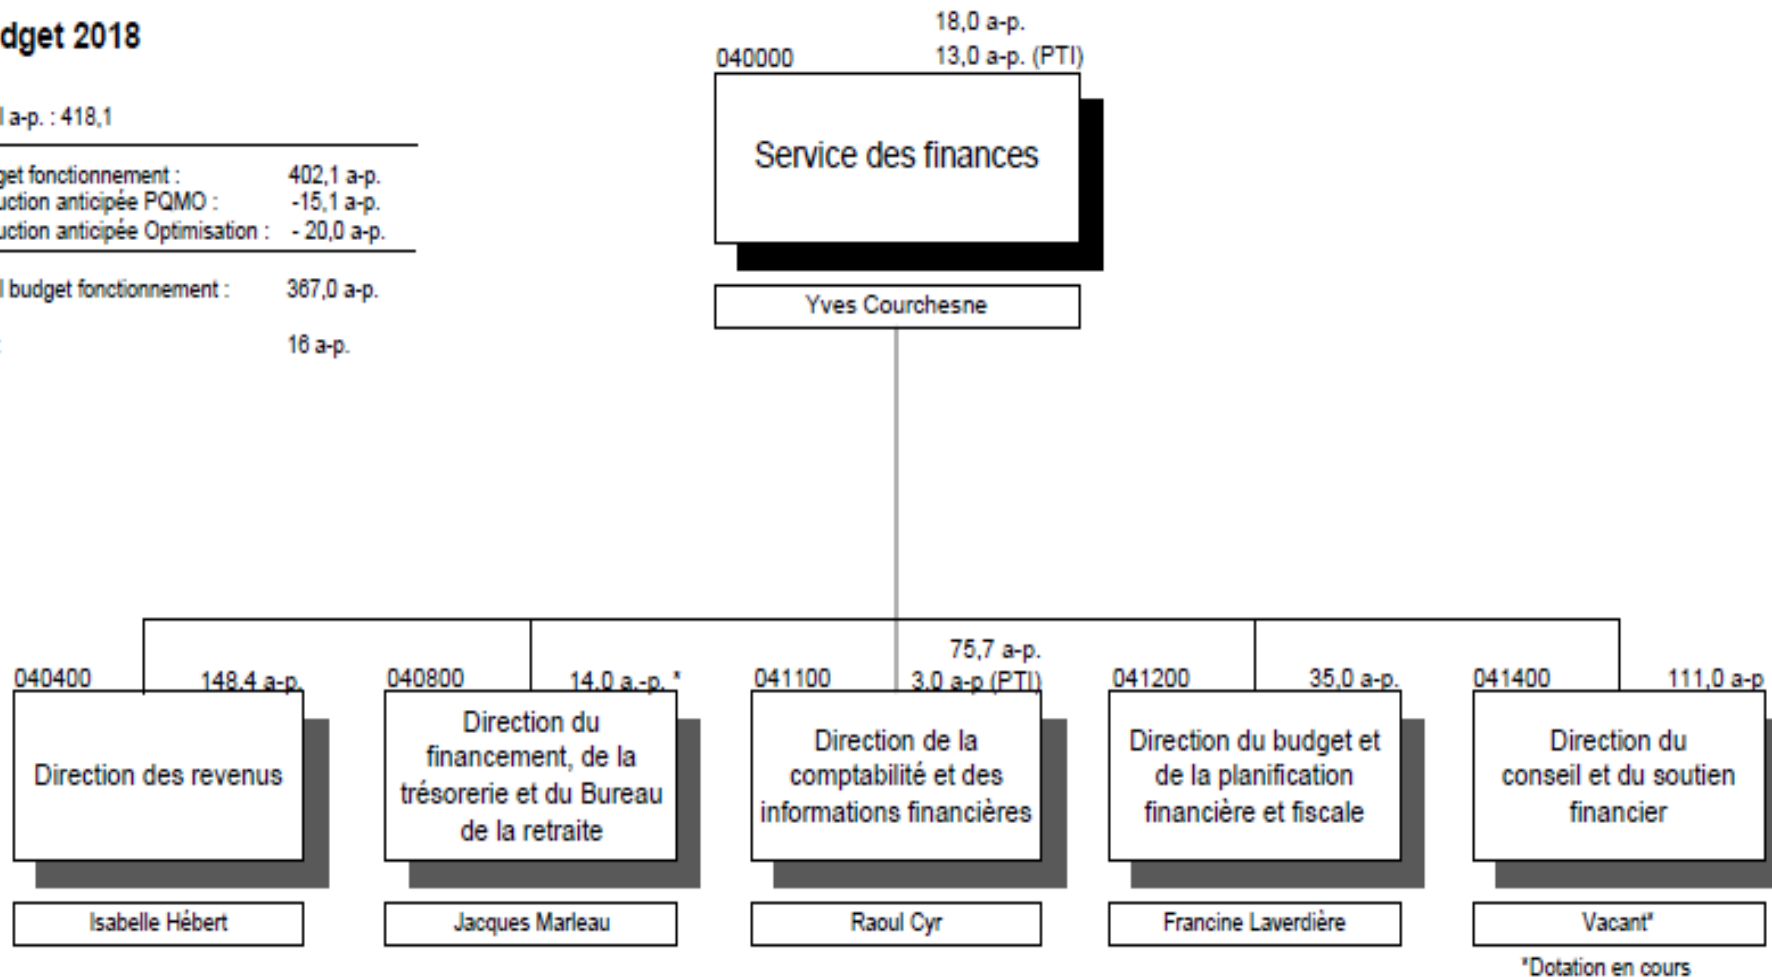 dget 2018
l a-p. : 418,1
get fonctionnement : 402,1 a-p.
uction anticipée PQMO : -15,1 a-p.
uction anticipée Optimisation : - 20,0 a-p.
l budget fonctionnement : 367,0 a-p.
: 16 a-p.
18,0 a-p.
040000 13,0 a-p. (PTI)
Service des finances
Yves Courchesne
040400 148,4 a-p.
Direction des revenus
Isabelle Hébert
040800 14,0 a.-p. *
Direction du
financement, de la
trésorerie et du Bureau
de la retraite
Jacques Marleau
75,7 a-p.
041100 3,0 a-p (PTI)
Direction de la
comptabilité et des
informations financières
Raoul Cyr
041200 35,0 a-p.
Direction du budget et
de la planification
financière et fiscale
Francine Laverdière
041400 111,0 a-p
Direction du
conseil et du soutien
financier
Vacant*
*Dotation en cours